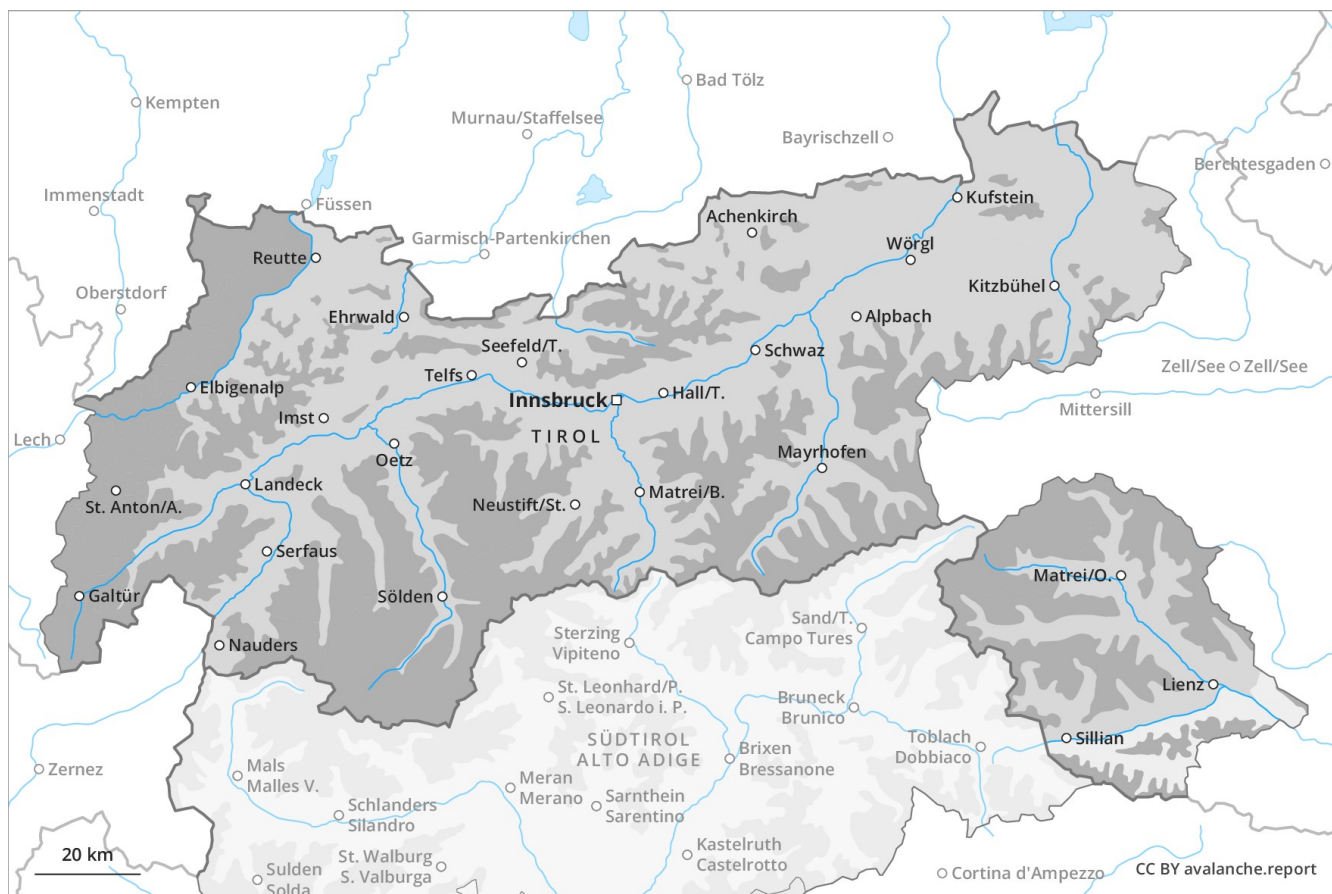 Bad Tölz
Kempten
Murnau/Staffelsee
Bayrischzell
Berchtesgaden
Immenstadt
Füssen
Kufstein
Achenkirch
Garmisch-Partenkirchen
Wörgl
Reutte
Kitzbühel
Oberstdorf
Ehrwald
Alpbach
Seefeld/T.
Schwaz
Zell/See
Zell/See
Telfs
Elbigenalp
Hall/T.
Innsbruck
Mittersill
Imst
Lech
TIROL
Oetz
Mayrhofen
Landeck
Matrei/B.
St. Anton/A.
Neustift/St.
Serfaus
Matrei/O.
Galtür
Sölden
Sand/T.
Campo Tures
Sterzing
Vipiteno
Nauders
Lienz
St. Leonhard/P.
S. Leonardo i. P.
Bruneck
Brunico
SÜDTIROL
ALTO ADIGE
Sillian
Toblach
Dobbiaco
Brixen
Bressanone
Zernez
Mals
Malles V.
Meran
Merano
Sarnthein
Sarentino
Schlanders
Silandro
Kastelruth
Castelrotto
20 km
St. Walburg
S. Valburga
Sulden
Solda
Cortina d'Ampezzo
CC BY avalanche.report